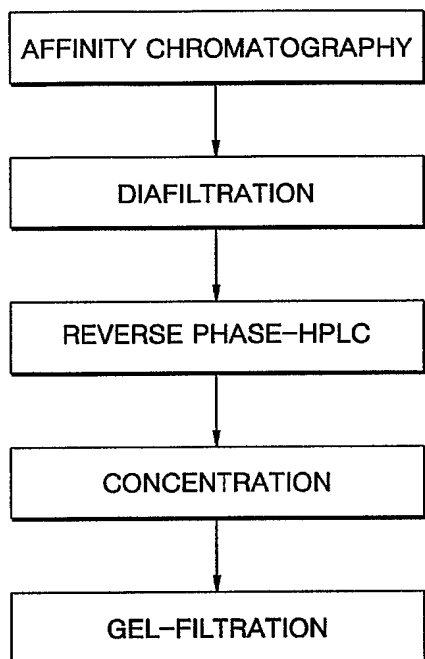 AFFINITY CHROMATOGRAPHY
DIAFILTRATION
REVERSE PHASE-HPLC
CONCENTRATION
GEL-FILTRATION